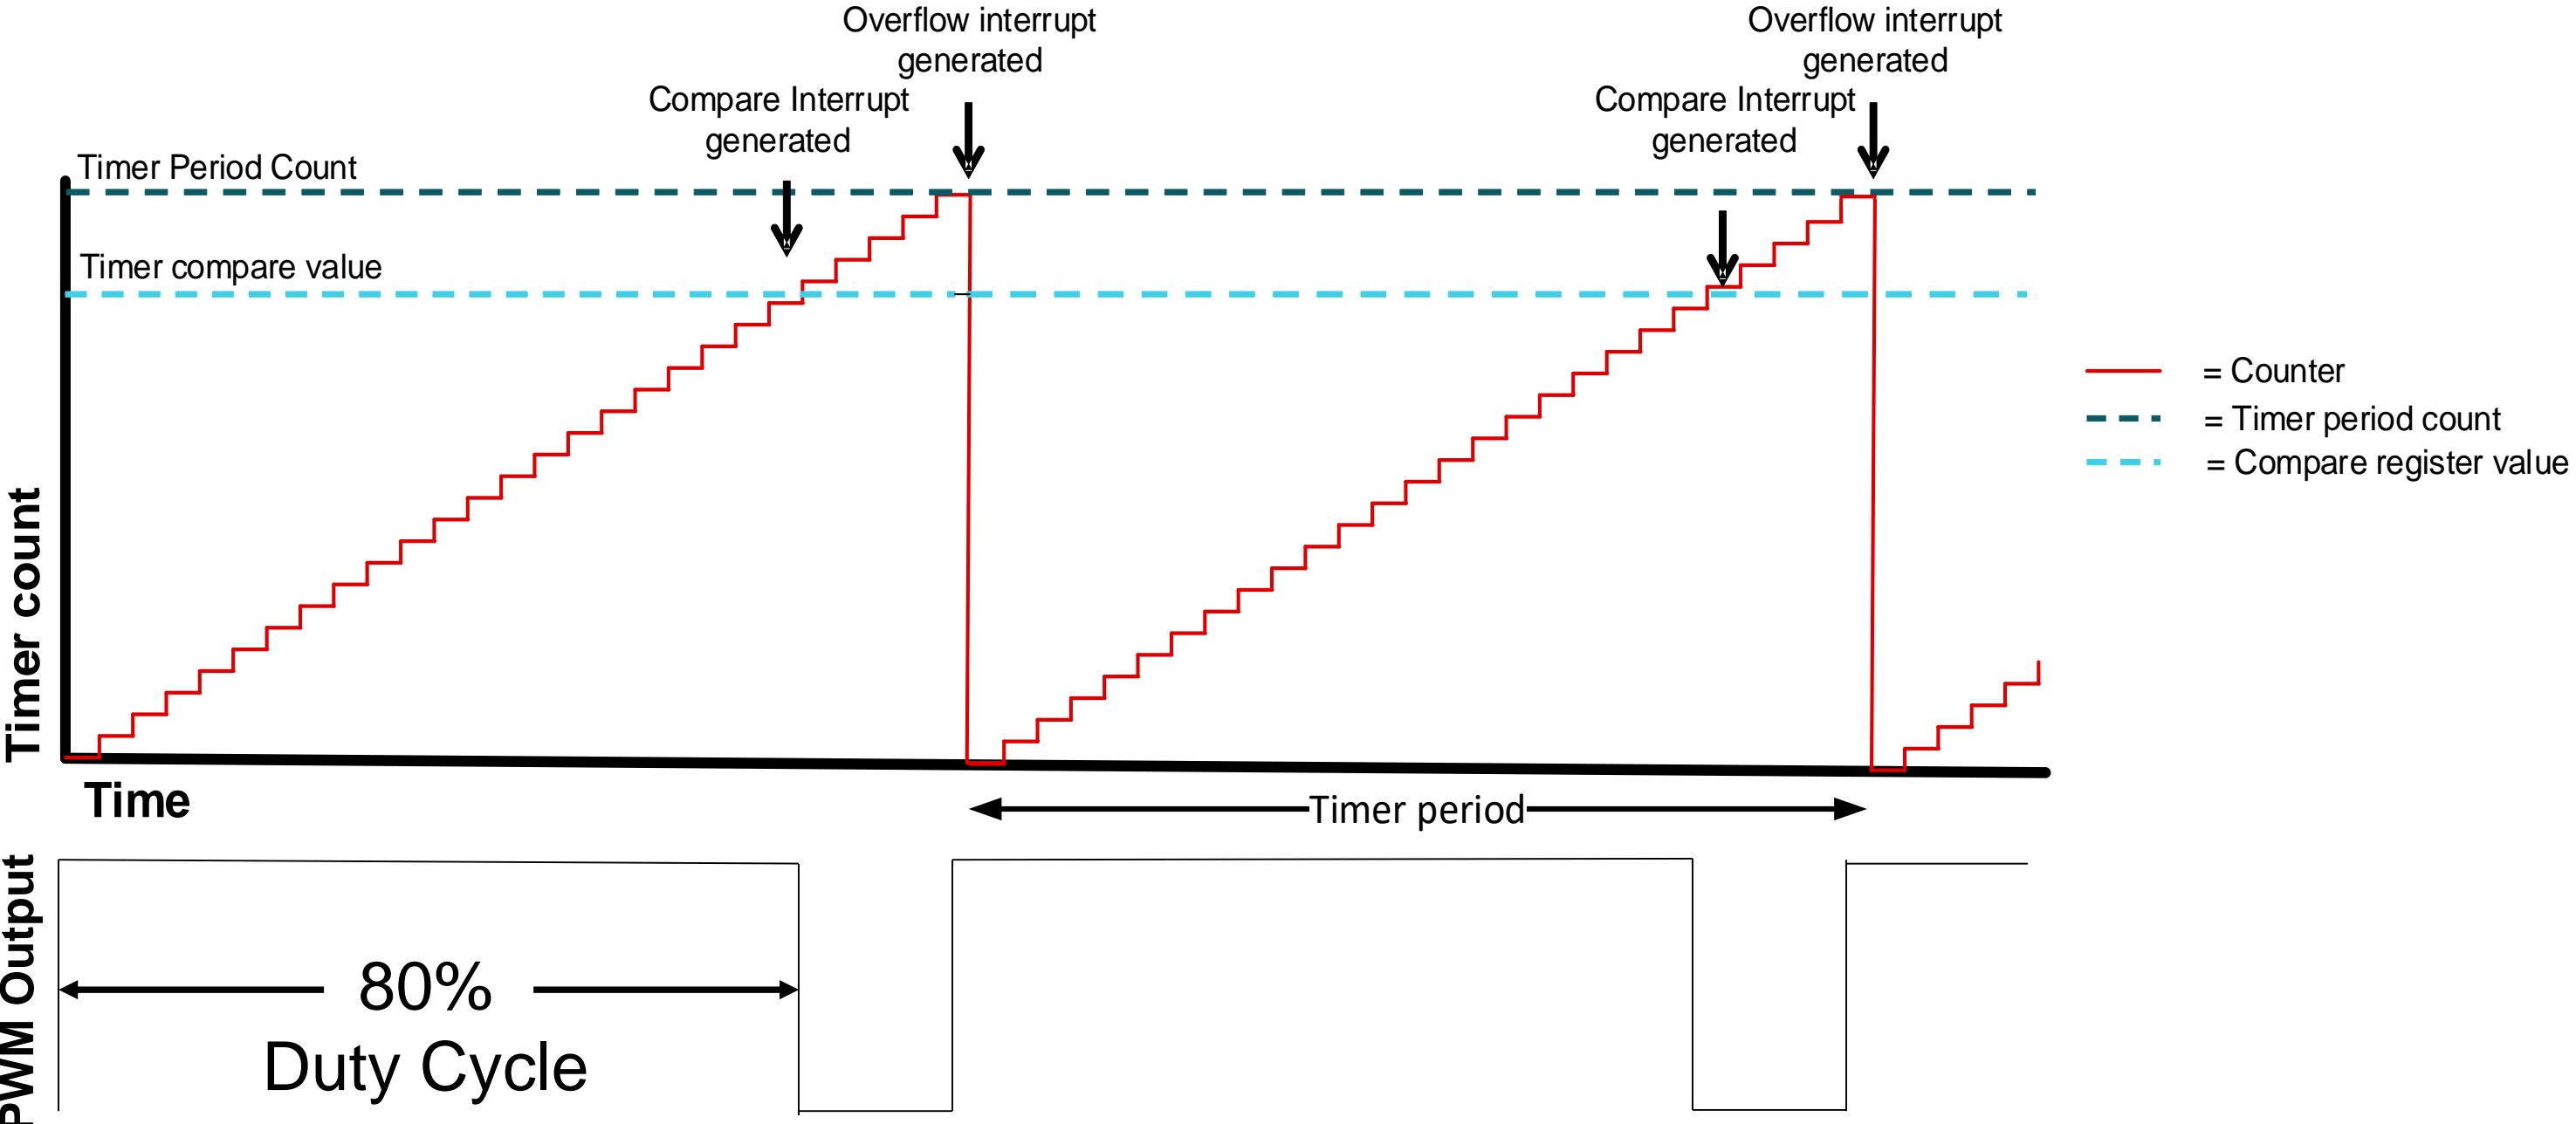 Overflow interrupt
generated
Overflow interrupt
generated
Compare Interrupt
generated
Compare Interrupt
generated
Timer Period Count
Timer compare value
= Counter
= Timer period count
= Compare register value
Timer count
Time
Timer period
PWM Output
80%
Duty Cycle